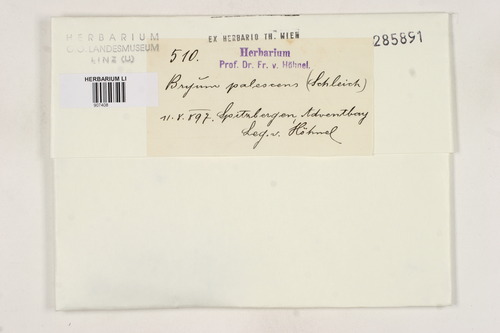 HERBARIUM
O.Ö. LANDESMUSEUM
LINZ (LI)
EX HERBARIO TH. WIEN
285891
HERBARIUM LI
Herbarium
Prof. Dr. Fr. v. Höhnel.
510.
Bryum palescens (Schleich)
11. V. 897. Spitzbergen, Adventbay
Leg. v. Höhnel